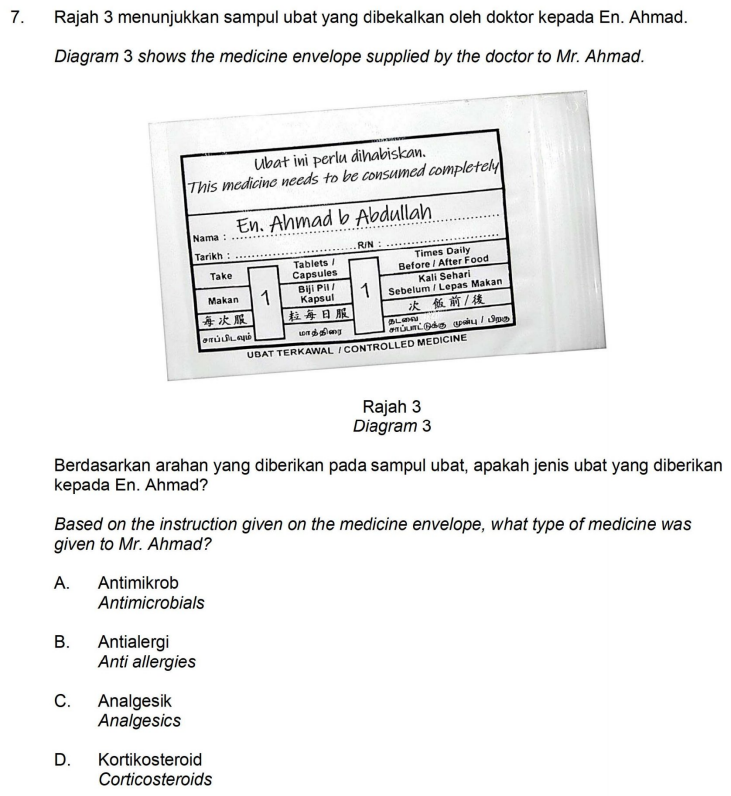 7. Rajah 3 menunjukkan sampul ubat yang dibekalkan oleh doktor kepada En. Ahmad.
Diagram 3 shows the medicine envelope supplied by the doctor to Mr. Ahmad.
Ubat ini perlu dihabiskan.
This medicine needs to be consumed completely
Nama : En. Ahmad b Abdullah
Tarikh : R/N :
Take
Makan
每次服
சாப்பிடவும்
1
Tablets /
Capsules
Biji Pil /
Kapsul
粒每日服
மாத்திரை
1
Times Daily
Before / After Food
Kali Sehari
Sebelum / Lepas Makan
次 飯前/後
தடவை
சாப்பாட்டுக்கு முன்பு / பிறகு
UBAT TERKAWAL / CONTROLLED MEDICINE
Rajah 3
Diagram 3
Berdasarkan arahan yang diberikan pada sampul ubat, apakah jenis ubat yang diberikan
kepada En. Ahmad?
Based on the instruction given on the medicine envelope, what type of medicine was
given to Mr. Ahmad?
A. Antimikrob
Antimicrobials
B. Antialergi
Anti allergies
C. Analgesik
Analgesics
D. Kortikosteroid
Corticosteroids